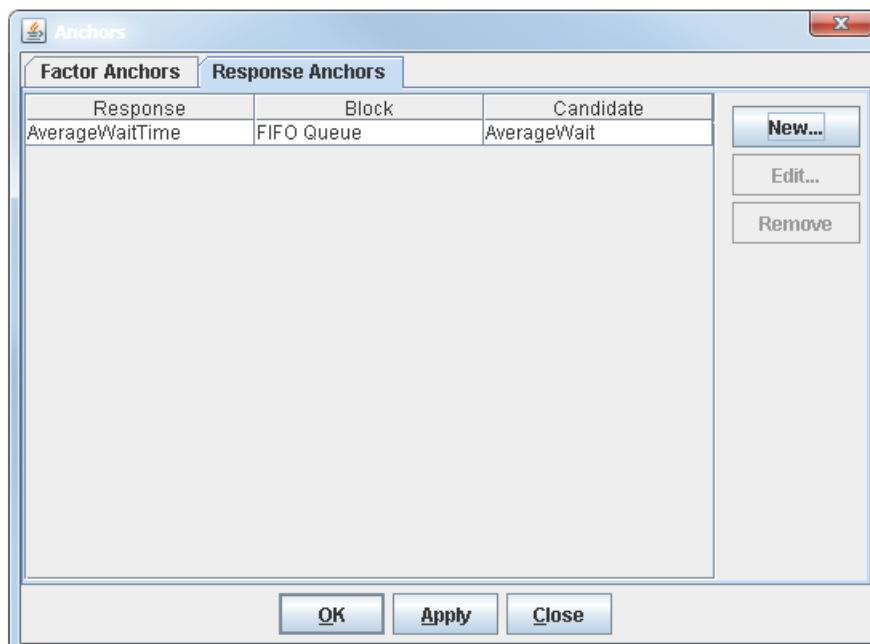 Anchors
Factor Anchors Response Anchors
Response Block Candidate
AverageWaitTime FIFO Queue AverageWait
New...
Edit...
Remove
OK Apply Close